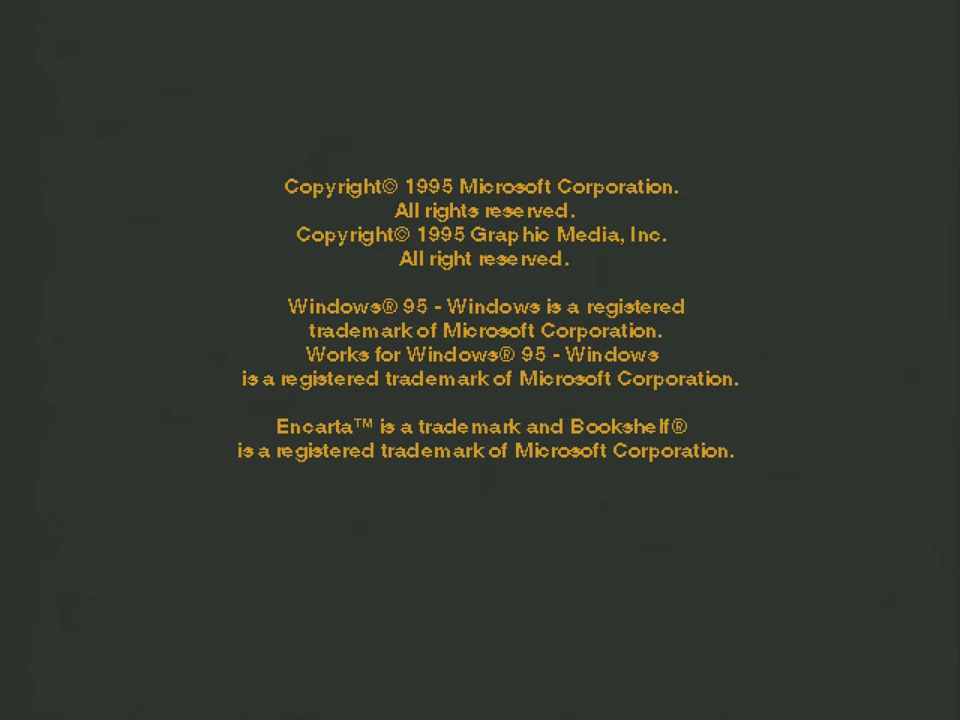 Copyright© 1995 Microsoft Corporation.
All rights reserved.
Copyright© 1995 Graphic Media, Inc.
All right reserved.
Windows® 95 - Windows is a registered
trademark of Microsoft Corporation.
Works for Windows® 95 - Windows
is a registered trademark of Microsoft Corporation.
Encarta™ is a trademark and Bookshelf®
is a registered trademark of Microsoft Corporation.